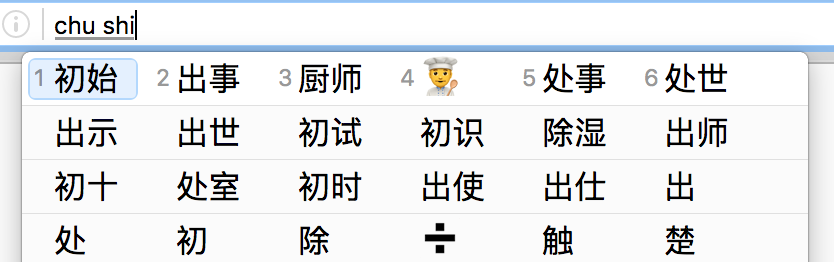 chu shi
1 初始 2 出事 3 厨师 4 👨‍🍳 5 处事 6 处世
出示 出世 初试 初识 除湿 出师
初十 处室 初时 出使 出仕 出
处 初 除 ➗ 触 楚